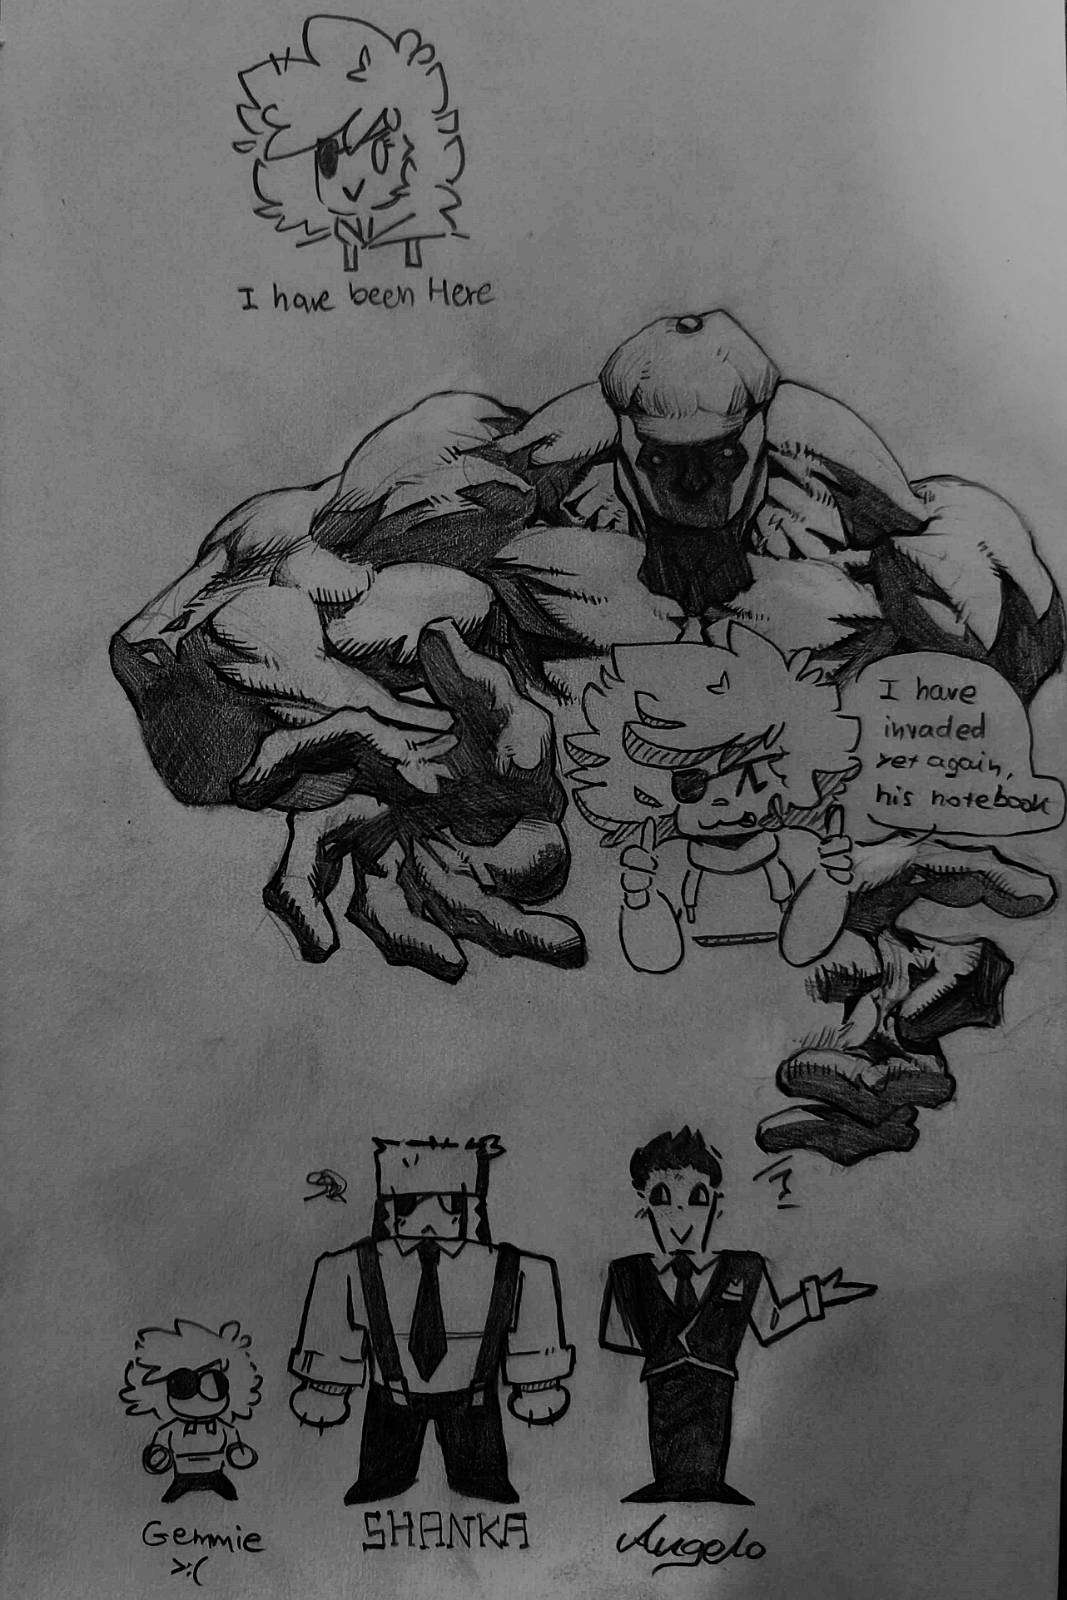 I have been Here
I have
invaded
yet again,
his notebook
Gemmie
>:(
SHANKA
Angelo